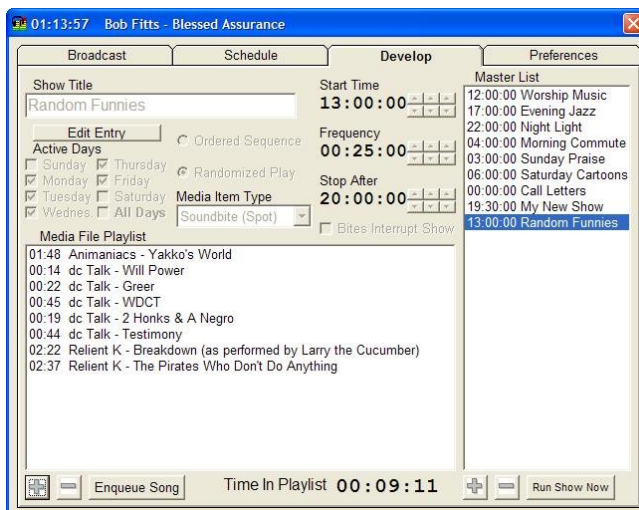 01:13:57 Bob Fitts - Blessed Assurance
Broadcast Schedule Develop Preferences
Show Title
Random Funnies
Edit Entry
Active Days
Sunday Thursday
Monday Friday
Tuesday Saturday
Wednes. All Days
Ordered Sequence
Randomized Play
Media Item Type
Soundbite (Spot)
Start Time
13:00:00
Frequency
00:25:00
Stop After
20:00:00
Bites Interrupt Show
Master List
12:00:00 Worship Music
17:00:00 Evening Jazz
22:00:00 Night Light
04:00:00 Morning Commute
03:00:00 Sunday Praise
06:00:00 Saturday Cartoons
00:00:00 Call Letters
19:30:00 My New Show
13:00:00 Random Funnies
Media File Playlist
01:48 Animaniacs - Yakko's World
00:14 dc Talk - Will Power
00:22 dc Talk - Greer
00:45 dc Talk - WDCT
00:19 dc Talk - 2 Honks & A Negro
00:44 dc Talk - Testimony
02:22 Relient K - Breakdown (as performed by Larry the Cucumber)
02:37 Relient K - The Pirates Who Don't Do Anything
Enqueue Song Time In Playlist 00:09:11 Run Show Now